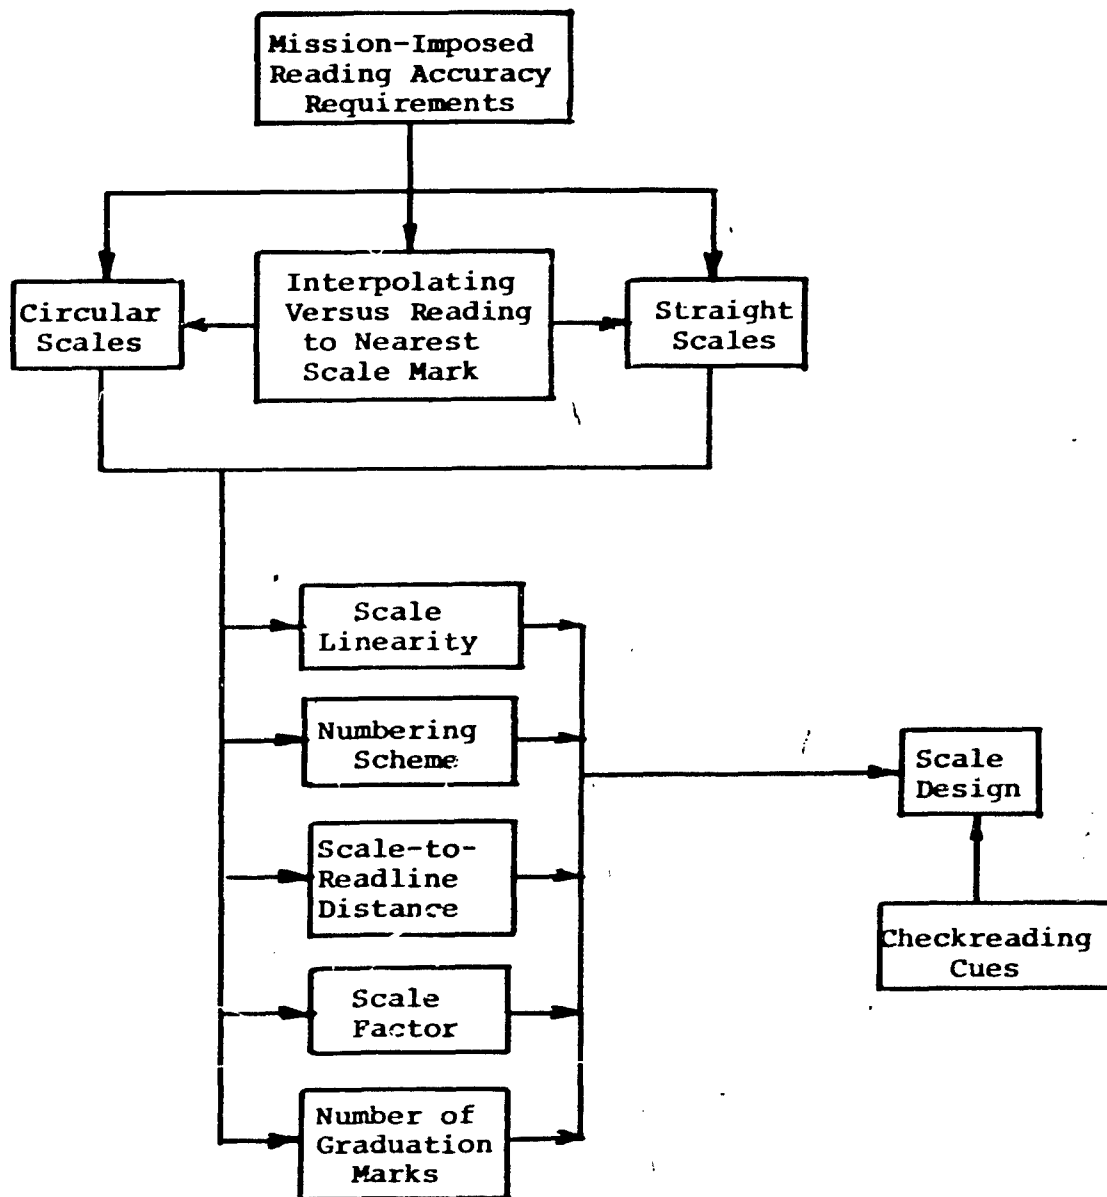 Mission-Imposed
Reading Accuracy
Requirements
Interpolating
Versus Reading
to Nearest
Scale Mark
Circular
Scales
Straight
Scales
Scale
Linearity
Numbering
Scheme
Scale-to-
Readline
Distance
Scale
Factor
Number of
Graduation
Marks
Scale
Design
Checkreading
Cues